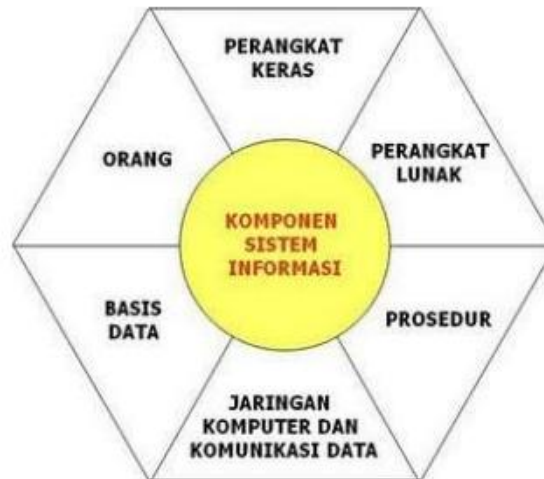 PERANGKAT
KERAS
ORANG
PERANGKAT
LUNAK
KOMPONEN
SISTEM
INFORMASI
BASIS
DATA
PROSEDUR
JARINGAN
KOMPUTER DAN
KOMUNIKASI DATA